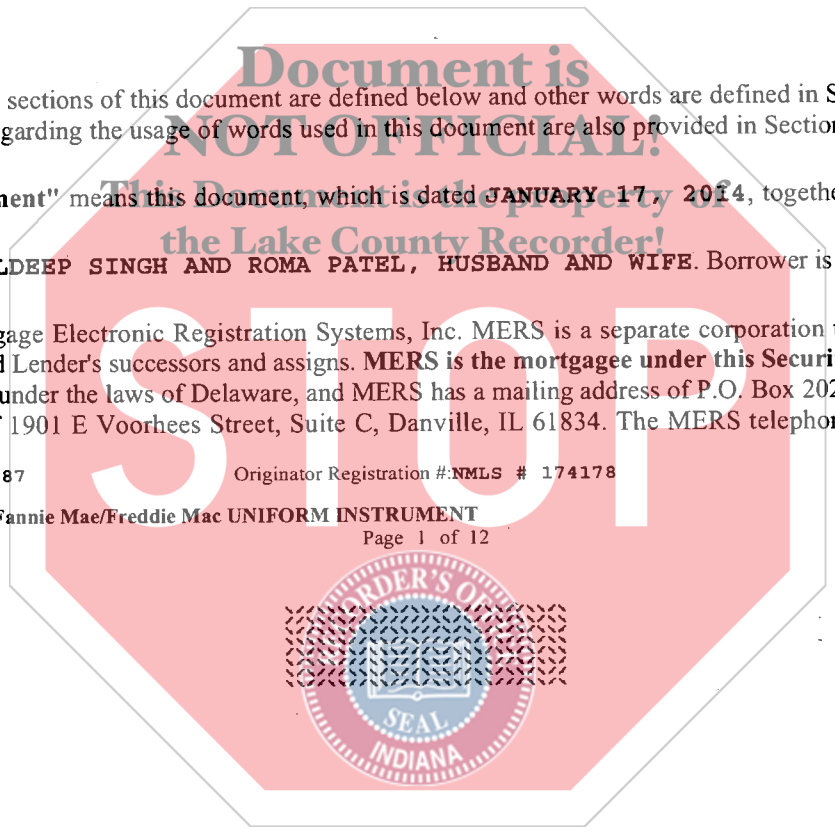 Document is
sections of this document are defined below and other words are defined in S
garding the usage of words used in this document are also provided in Section
NOT OFFICIAL!
ment" means this document, which is dated JANUARY 17, 2014, together
This Document is the property of
the Lake County Recorder!
LDEEP SINGH AND ROMA PATEL, HUSBAND AND WIFE. Borrower is
gage Electronic Registration Systems, Inc. MERS is a separate corporation t
d Lender's successors and assigns. MERS is the mortgagee under this Securi
under the laws of Delaware, and MERS has a mailing address of P.O. Box 202
f 1901 E Voorhees Street, Suite C, Danville, IL 61834. The MERS telephon
STOP
87 Originator Registration #:NMLS # 174178
Fannie Mae/Freddie Mac UNIFORM INSTRUMENT
Page 1 of 12
RECORDER'S OFFICE
SEAL
INDIANA